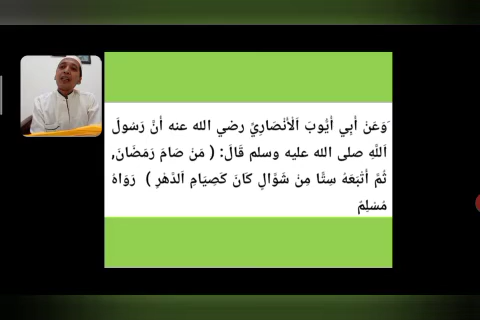 وَعَنْ أَبِي أَيُّوبَ اَلْأَنْصَارِيِّ رضي الله عنه أَنَّ رَسُولَ
اَللَّهِ صلى الله عليه وسلم قَالَ: ( مَنْ صَامَ رَمَضَانَ,
ثُمَّ أَتْبَعَهُ سِتًّا مِنْ شَوَّالٍ كَانَ كَصِيَامِ اَلدَّهْرِ ) رَوَاهُ
مُسْلِمٌ